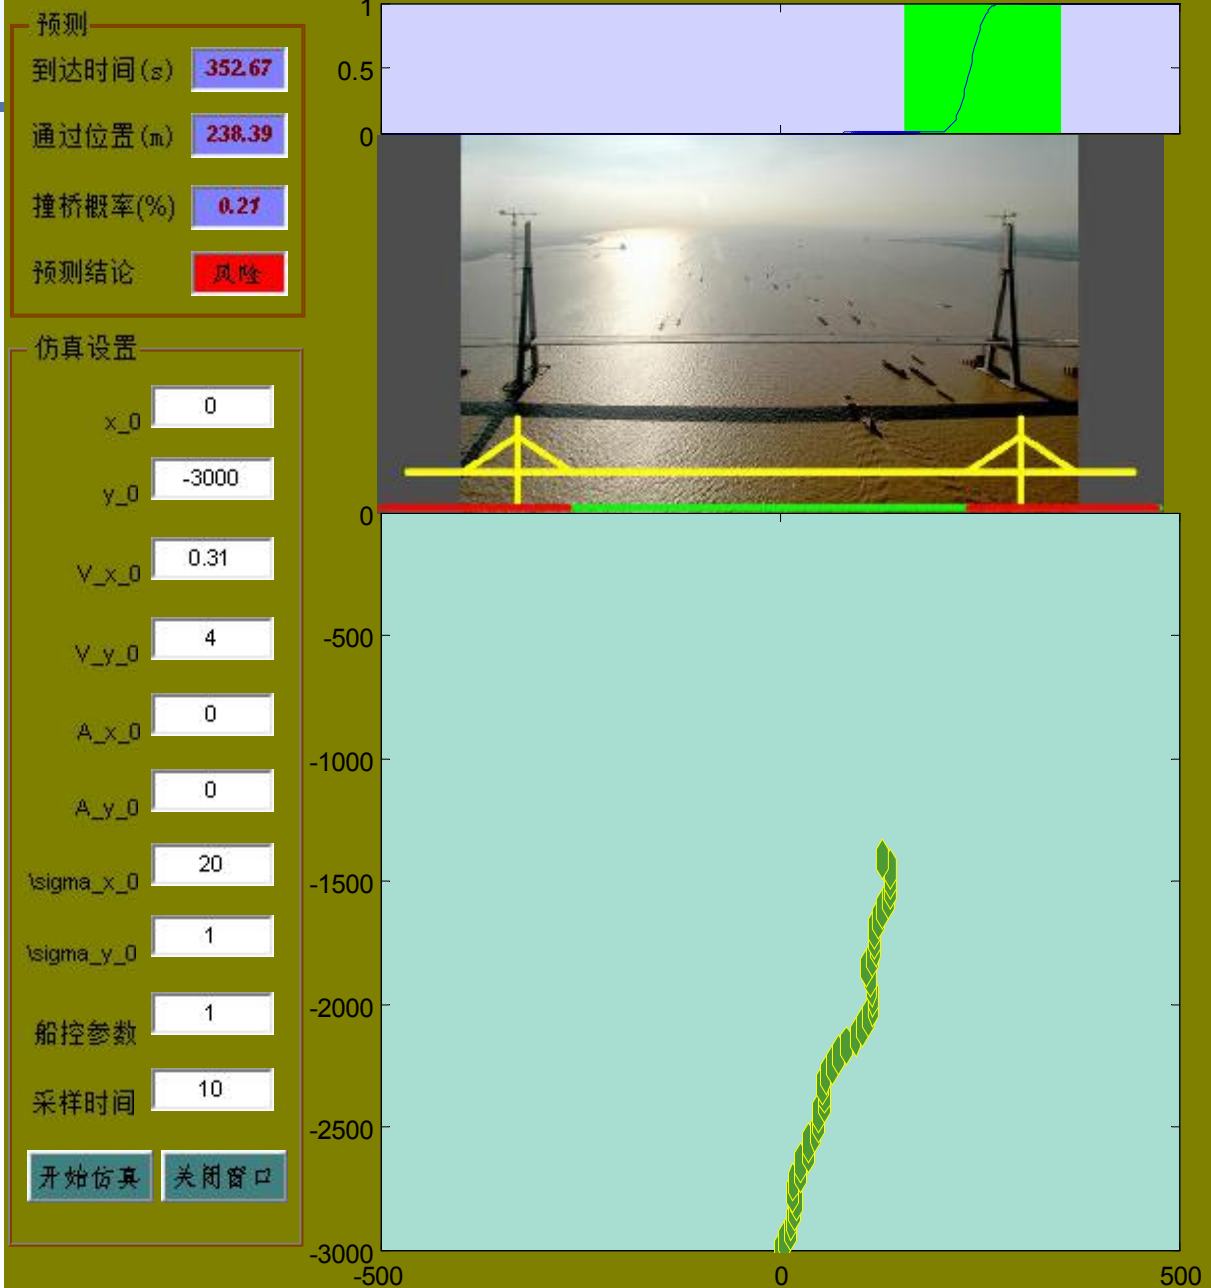 预测
到达时间(s) 352.67
通过位置(m) 238.39
撞桥概率(%) 0.21
预测结论 风险
仿真设置
x_0 0
y_0 -3000
V_x_0 0.31
V_y_0 4
A_x_0 0
A_y_0 0
\sigma_x_0 20
\sigma_y_0 1
船控参数 1
采样时间 10
开始仿真 关闭窗口
1
0.5
0
0
-500
-1000
-1500
-2000
-2500
-3000
-500 0 500